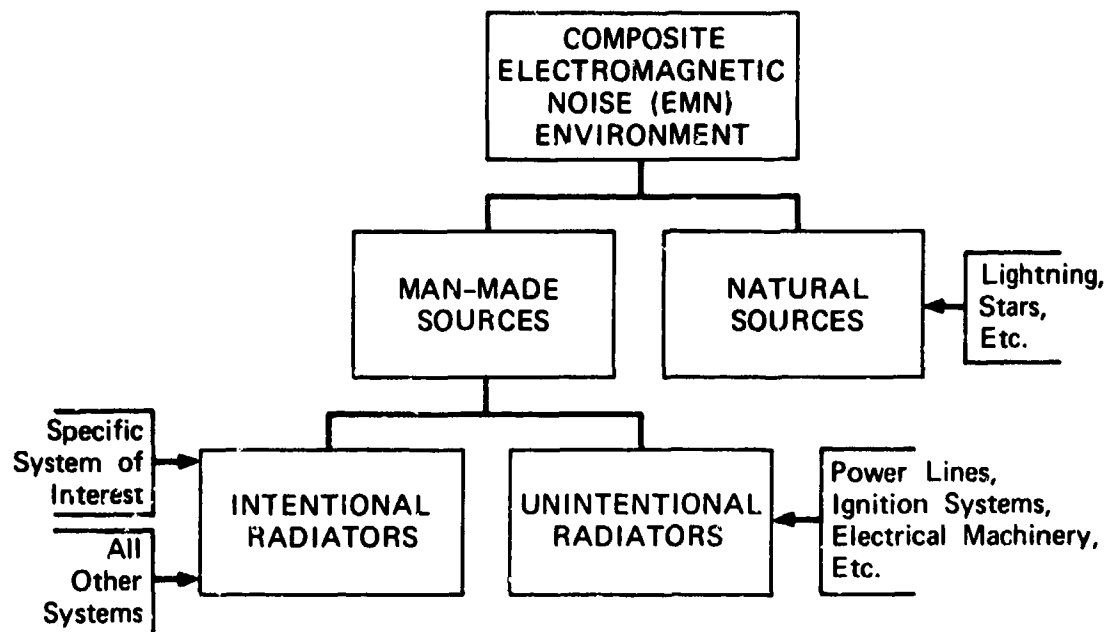 COMPOSITE
ELECTROMAGNETIC
NOISE (EMN)
ENVIRONMENT
MAN-MADE
SOURCES
NATURAL
SOURCES
Lightning,
Stars,
Etc.
Specific
System of
Interest
All
Other
Systems
INTENTIONAL
RADIATORS
UNINTENTIONAL
RADIATORS
Power Lines,
Ignition Systems,
Electrical Machinery,
Etc.